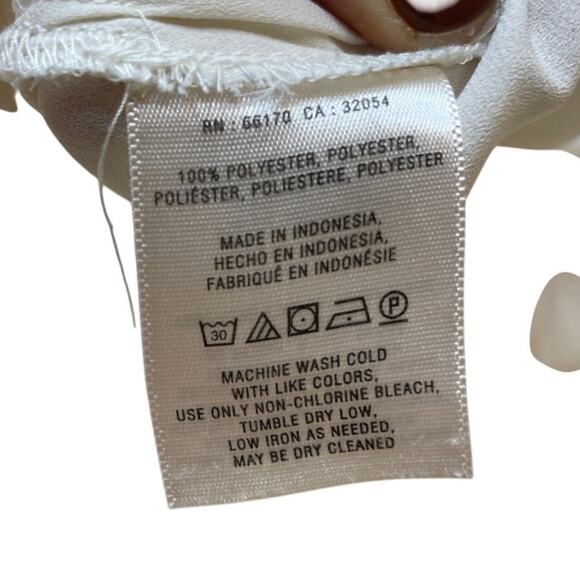 RN : 66170 CA : 32054
100% POLYESTER, POLYESTER,
POLIÉSTER, POLIESTERE, POLYESTER
MADE IN INDONESIA,
HECHO EN INDONESIA,
FABRIQUÉ EN INDONÉSIE
30 P
MACHINE WASH COLD
WITH LIKE COLORS,
USE ONLY NON-CHLORINE BLEACH,
TUMBLE DRY LOW,
LOW IRON AS NEEDED,
MAY BE DRY CLEANED